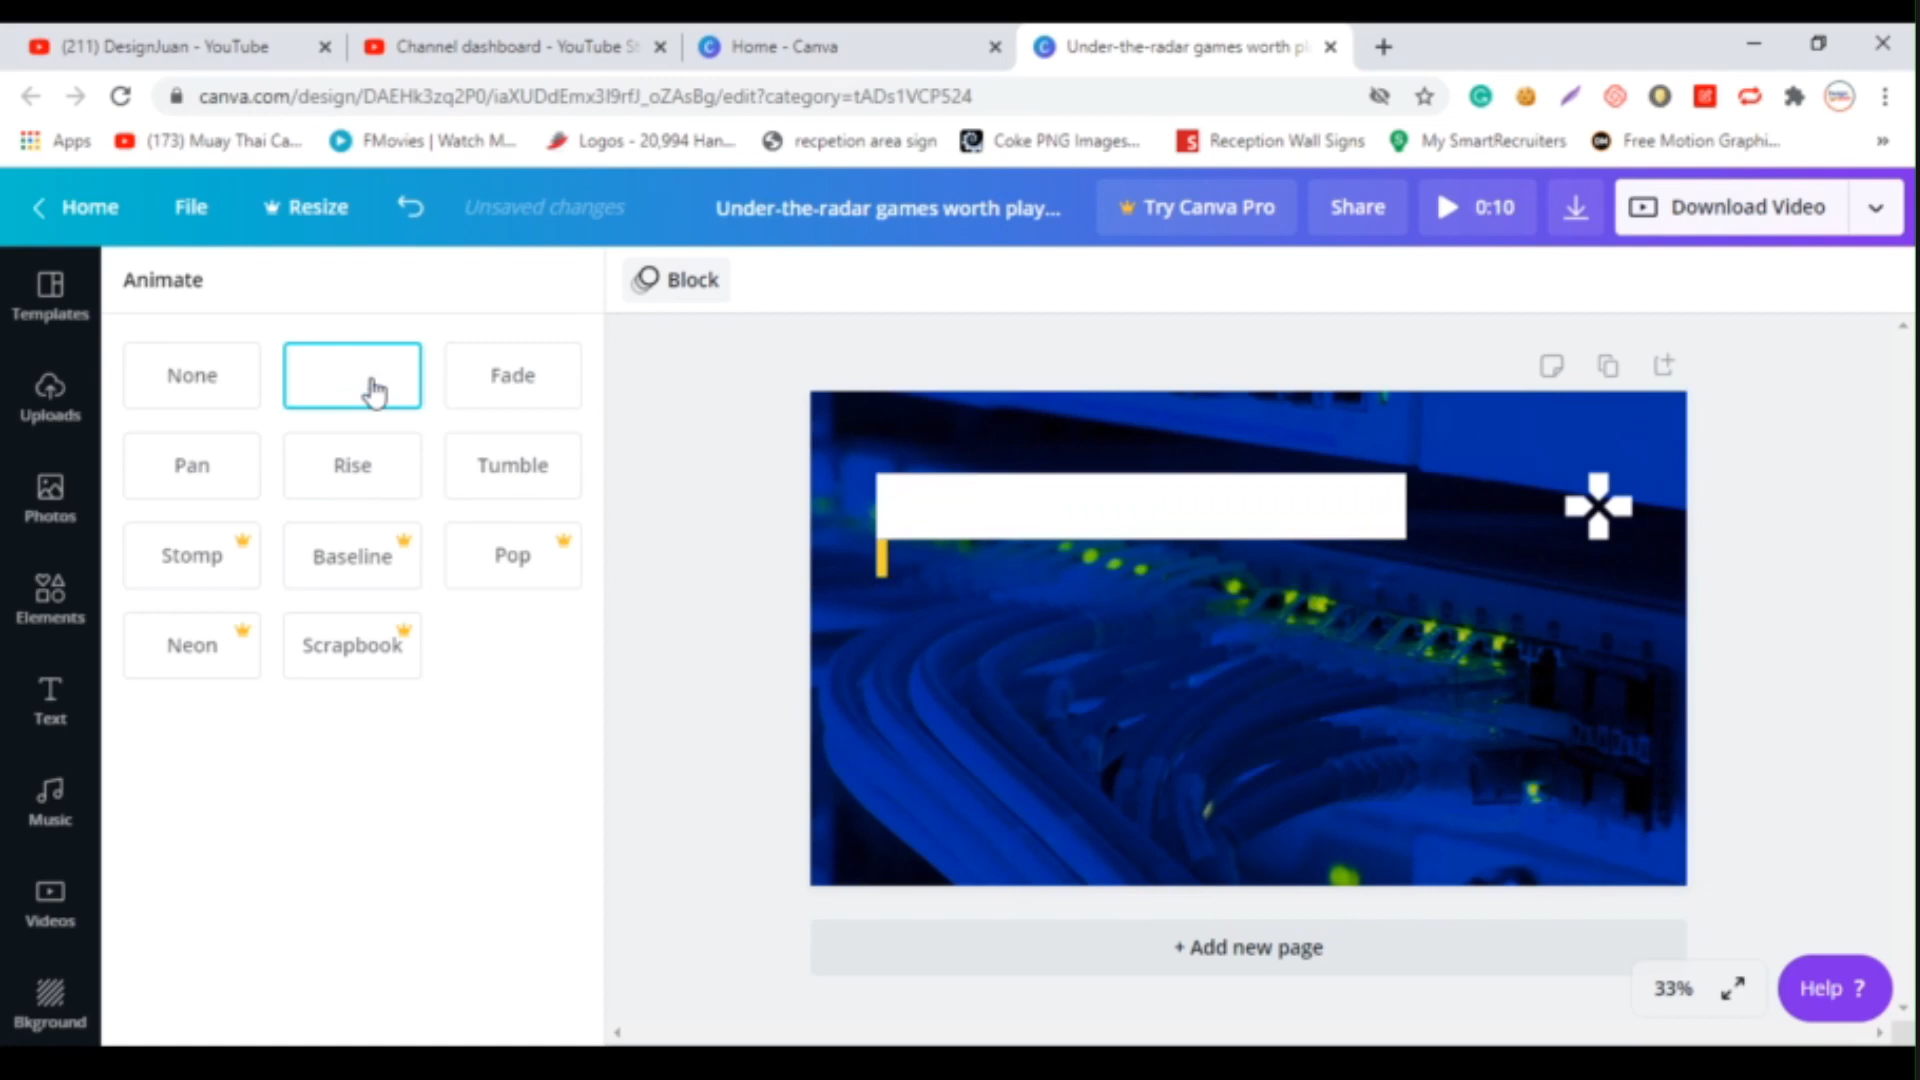 (211) DesignJuan - YouTube
Channel dashboard - YouTube St
Home - Canva
Under-the-radar games worth pl
canva.com/design/DAEHk3zq2P0/iaXUDdEmx3I9rfJ_oZAsBg/edit?category=tADs1VCP524
Apps
(173) Muay Thai Ca...
FMovies | Watch M...
Logos - 20,994 Han...
recpetion area sign
Coke PNG Images...
Reception Wall Signs
My SmartRecruiters
Free Motion Graphi...
Home
File
Resize
Unsaved changes
Under-the-radar games worth play...
Try Canva Pro
Share
0:10
Download Video
Templates
Uploads
Photos
Elements
Text
Music
Videos
Bkground
Animate
Block
None
Fade
Pan
Rise
Tumble
Stomp
Baseline
Pop
Neon
Scrapbook
+ Add new page
33%
Help ?